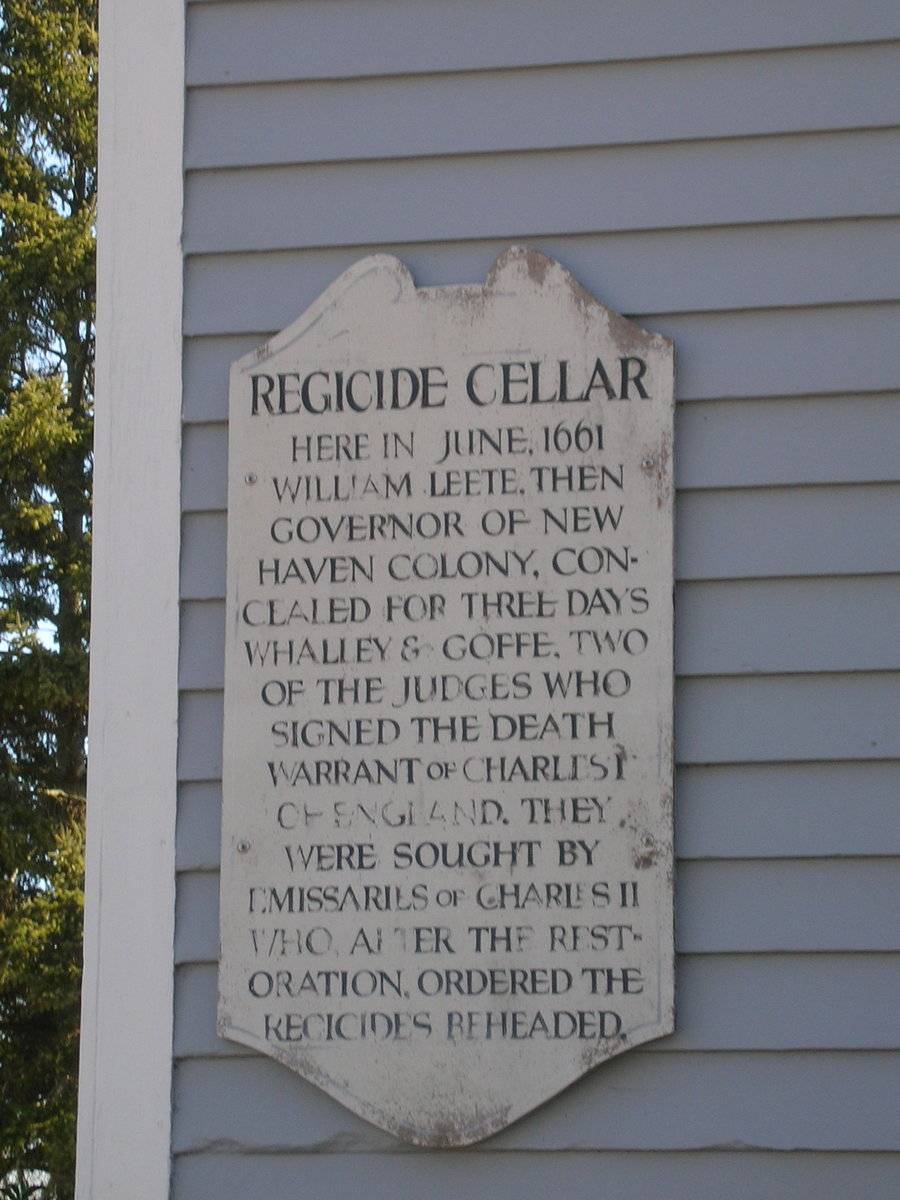 REGICIDE CELLAR
HERE IN JUNE, 1661
WILLIAM LEETE, THEN
GOVERNOR OF NEW
HAVEN COLONY, CON-
CEALED FOR THREE DAYS
WHALLEY & GOFFE, TWO
OF THE JUDGES WHO
SIGNED THE DEATH
WARRANT OF CHARLES I
OF ENGLAND. THEY
WERE SOUGHT BY
EMISSARIES OF CHARLES II
WHO, AFTER THE REST-
ORATION, ORDERED THE
REGICIDES BEHEADED.